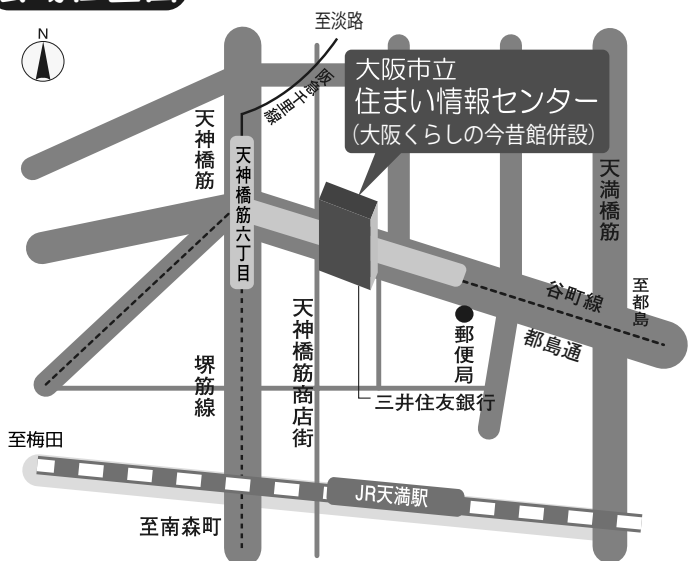 N
至淡路
阪急千里線
大阪市立
住まい情報センター
(大阪くらしの今昔館併設)
天神橋筋
天神橋筋六丁目
天満橋筋
至都島
谷町線
都島通
郵便局
天神橋筋商店街
堺筋線
三井住友銀行
至梅田
JR天満駅
至南森町